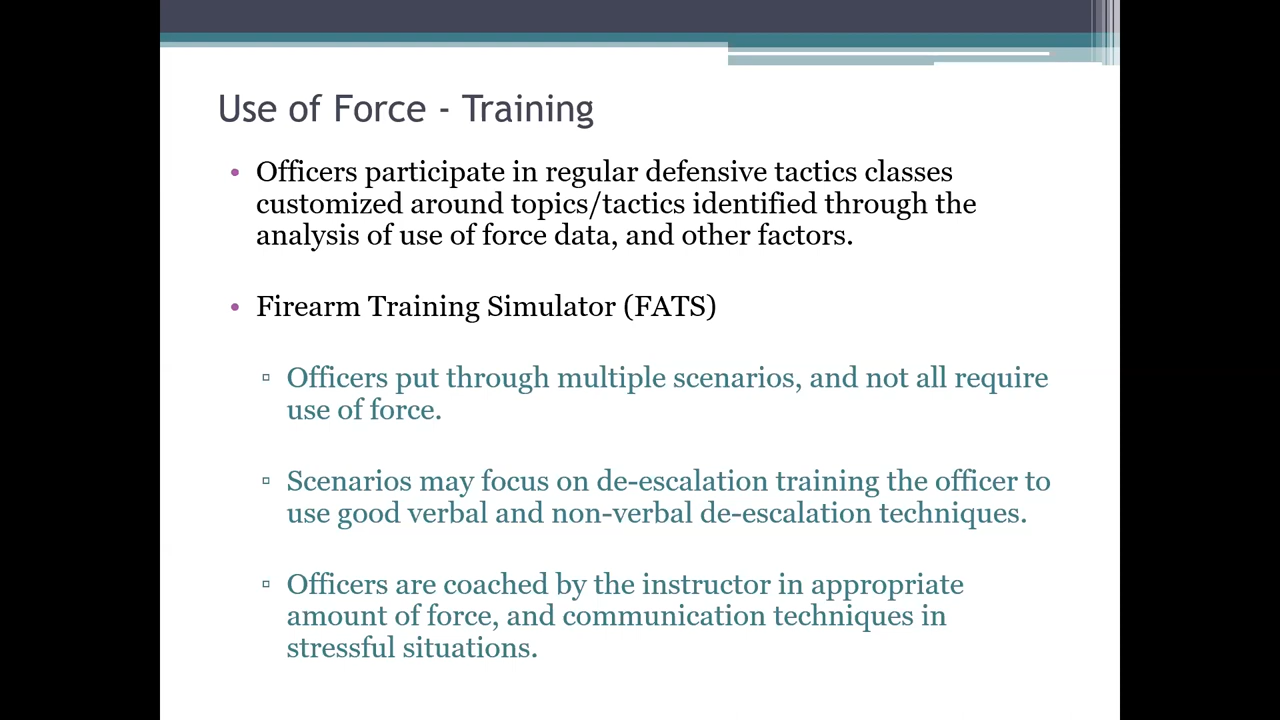 Use of Force - Training
• Officers participate in regular defensive tactics classes
customized around topics/tactics identified through the
analysis of use of force data, and other factors.
• Firearm Training Simulator (FATS)
▫ Officers put through multiple scenarios, and not all require
use of force.
▫ Scenarios may focus on de-escalation training the officer to
use good verbal and non-verbal de-escalation techniques.
▫ Officers are coached by the instructor in appropriate
amount of force, and communication techniques in
stressful situations.